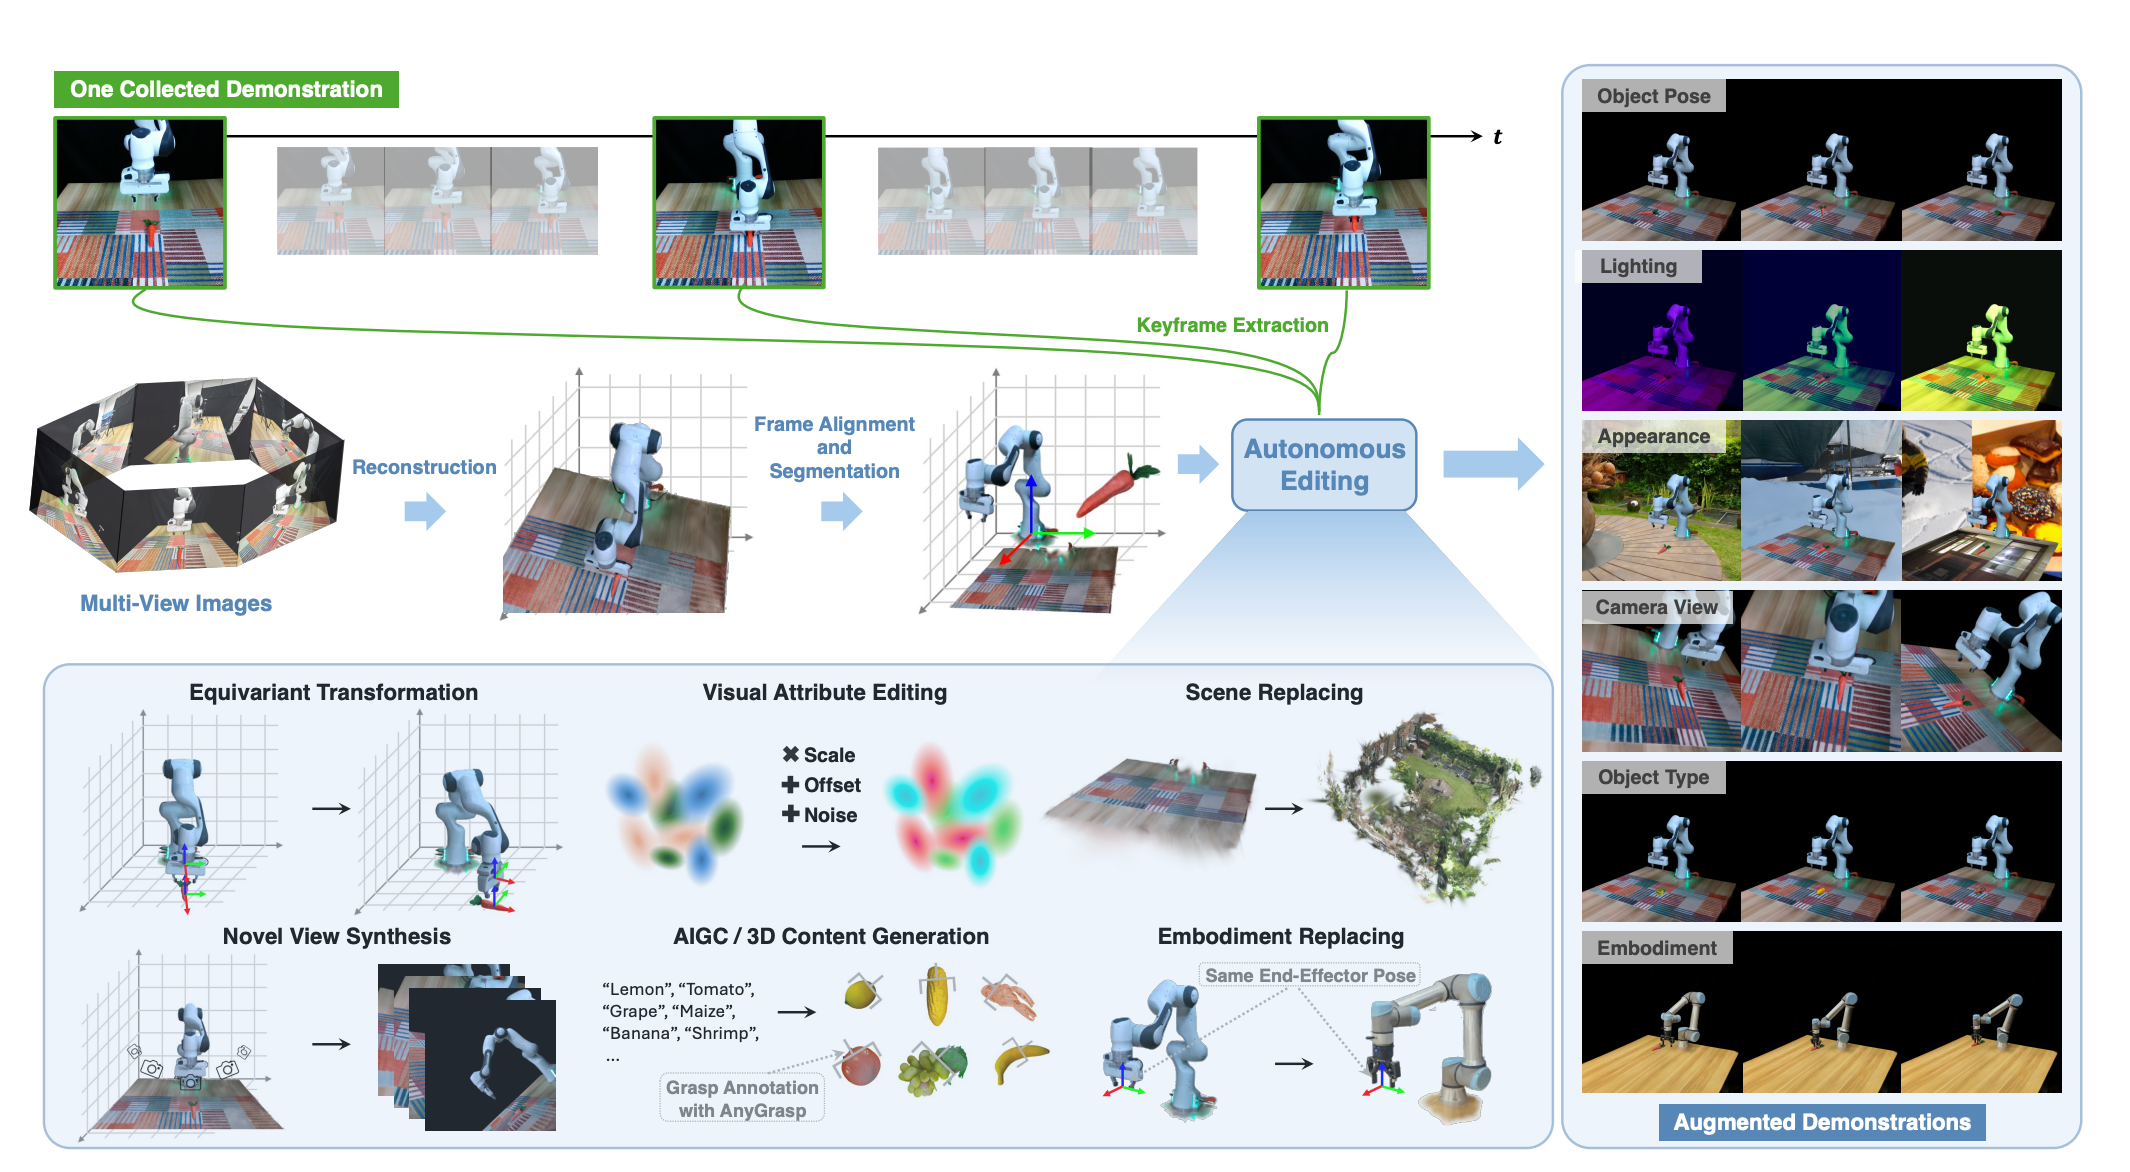 One Collected Demonstration
t
Keyframe Extraction
Multi-View Images
Reconstruction
Frame Alignment
and
Segmentation
Autonomous
Editing
Equivariant Transformation
Visual Attribute Editing
✖ Scale
✚ Offset
✚ Noise
Scene Replacing
Novel View Synthesis
AIGC / 3D Content Generation
“Lemon”, “Tomato”,
“Grape”, “Maize”,
“Banana”, “Shrimp”,
...
Grasp Annotation
with AnyGrasp
Embodiment Replacing
Same End-Effector Pose
Object Pose
Lighting
Appearance
Camera View
Object Type
Embodiment
Augmented Demonstrations